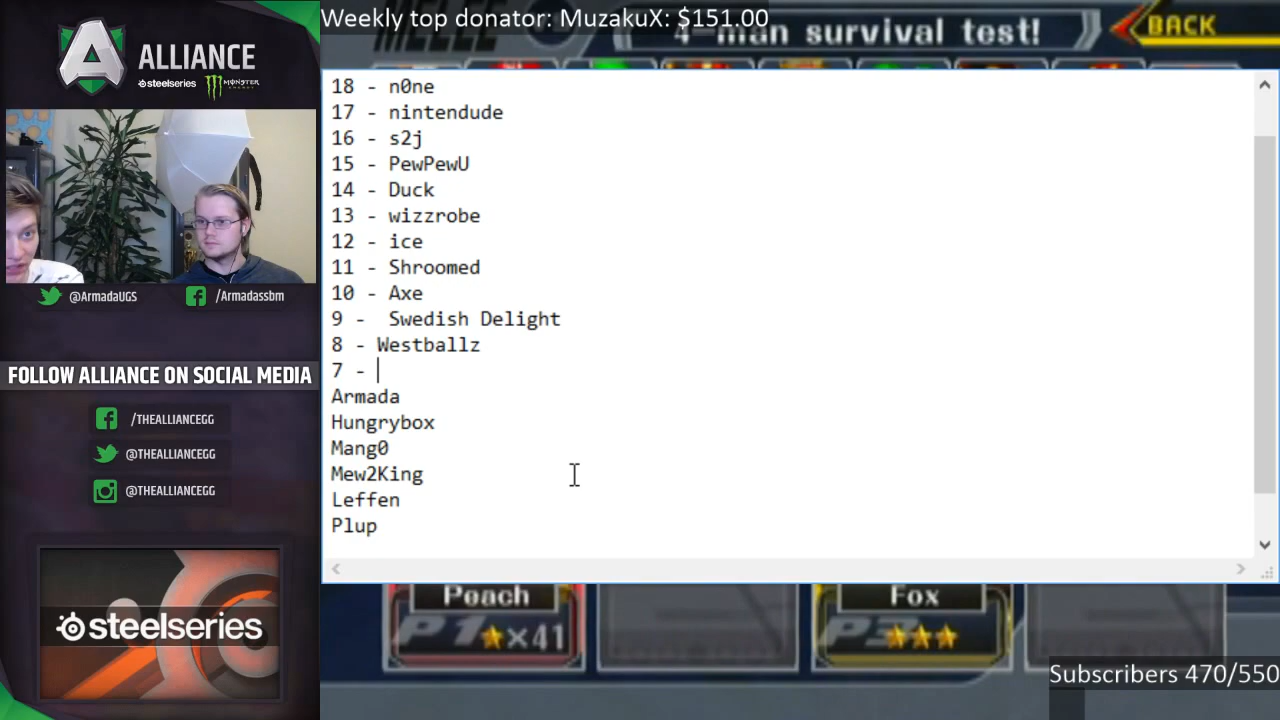 Weekly top donator: MuzakuX: $151.00
4-man survival test!
BACK
ALLIANCE
steelseries
MONSTER
ENERGY
18 - n0ne
17 - nintendude
16 - s2j
15 - PewPewU
14 - Duck
13 - wizzrobe
12 - ice
11 - Shroomed
10 - Axe
9 -  Swedish Delight
8 - Westballz
7 -
Armada
Hungrybox
Mang0
Mew2King
Leffen
Plup
@ArmadaUGS
/Armadassbm
FOLLOW ALLIANCE ON SOCIAL MEDIA
/THEALLIANCEGG
@THEALLIANCEGG
@THEALLIANCEGG
steelseries
Peach
P1 ★×41
Fox
P3 ★★★
Subscribers 470/550